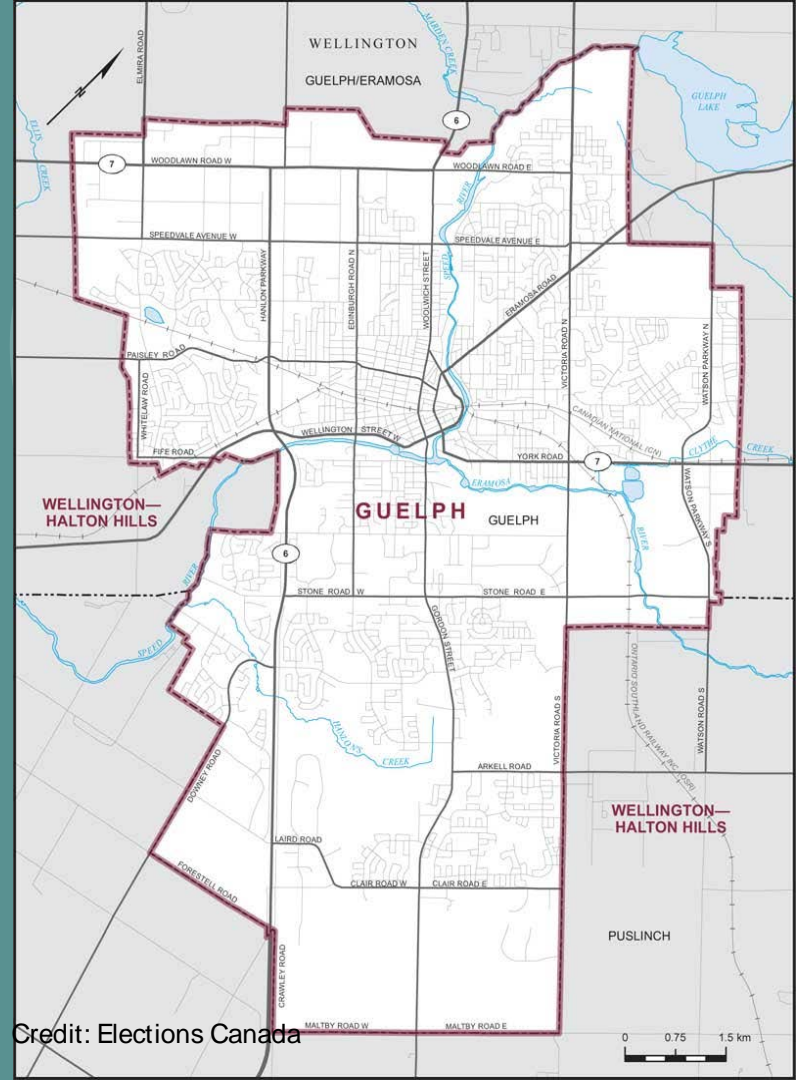 MARDEN CREEK
WELLINGTON
GUELPH/ERAMOSA
ELMIRA ROAD
N
GUELPH
LAKE
ELLIS
CREEK
6
7
WOODLAWN ROAD W
WOODLAWN ROAD E
RIVER
SPEED
SPEEDVALE AVENUE W
SPEEDVALE AVENUE E
HANLON PARKWAY
EDINBURGH ROAD N
WOOLWICH STREET
ERAMOSA ROAD
VICTORIA ROAD N
WATSON PARKWAY N
PAISLEY ROAD
WHITELAW ROAD
CANADIAN NATIONAL (CN)
WELLINGTON STREET W
FIFE ROAD
YORK ROAD
7
CLYTHE CREEK
ERAMOSA
RIVER
WATSON PARKWAY S
WELLINGTON—
HALTON HILLS
GUELPH
GUELPH
6
RIVER
SPEED
STONE ROAD W
STONE ROAD E
GORDON STREET
HANLON'S
CREEK
VICTORIA ROAD S
ONTARIO SOUTHLAND RAILWAY INC. (OSR)
WATSON ROAD S
ARKELL ROAD
DOWNEY ROAD
WELLINGTON—
HALTON HILLS
LAIRD ROAD
FORESTELL ROAD
CLAIR ROAD W
CLAIR ROAD E
PUSLINCH
CRAWLEY ROAD
MALTBY ROAD W
MALTBY ROAD E
Credit: Elections Canada
0 0.75 1.5 km